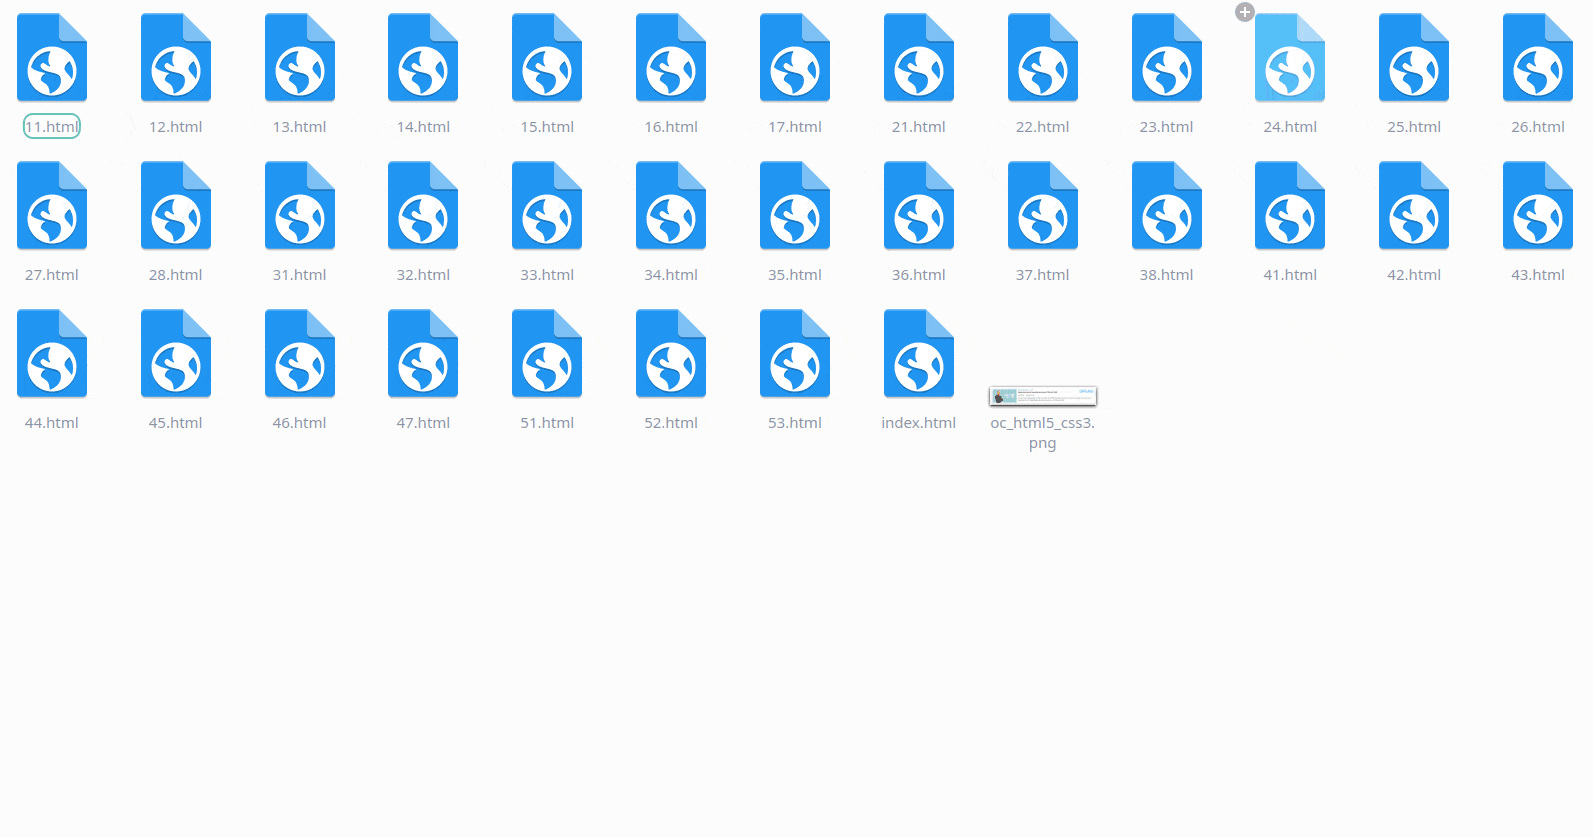 11.html 12.html 13.html 14.html 15.html 16.html 17.html 21.html 22.html 23.html 24.html 25.html 26.html
27.html 28.html 31.html 32.html 33.html 34.html 35.html 36.html 37.html 38.html 41.html 42.html 43.html
44.html 45.html 46.html 47.html 51.html 52.html 53.html index.html oc_html5_css3.
png